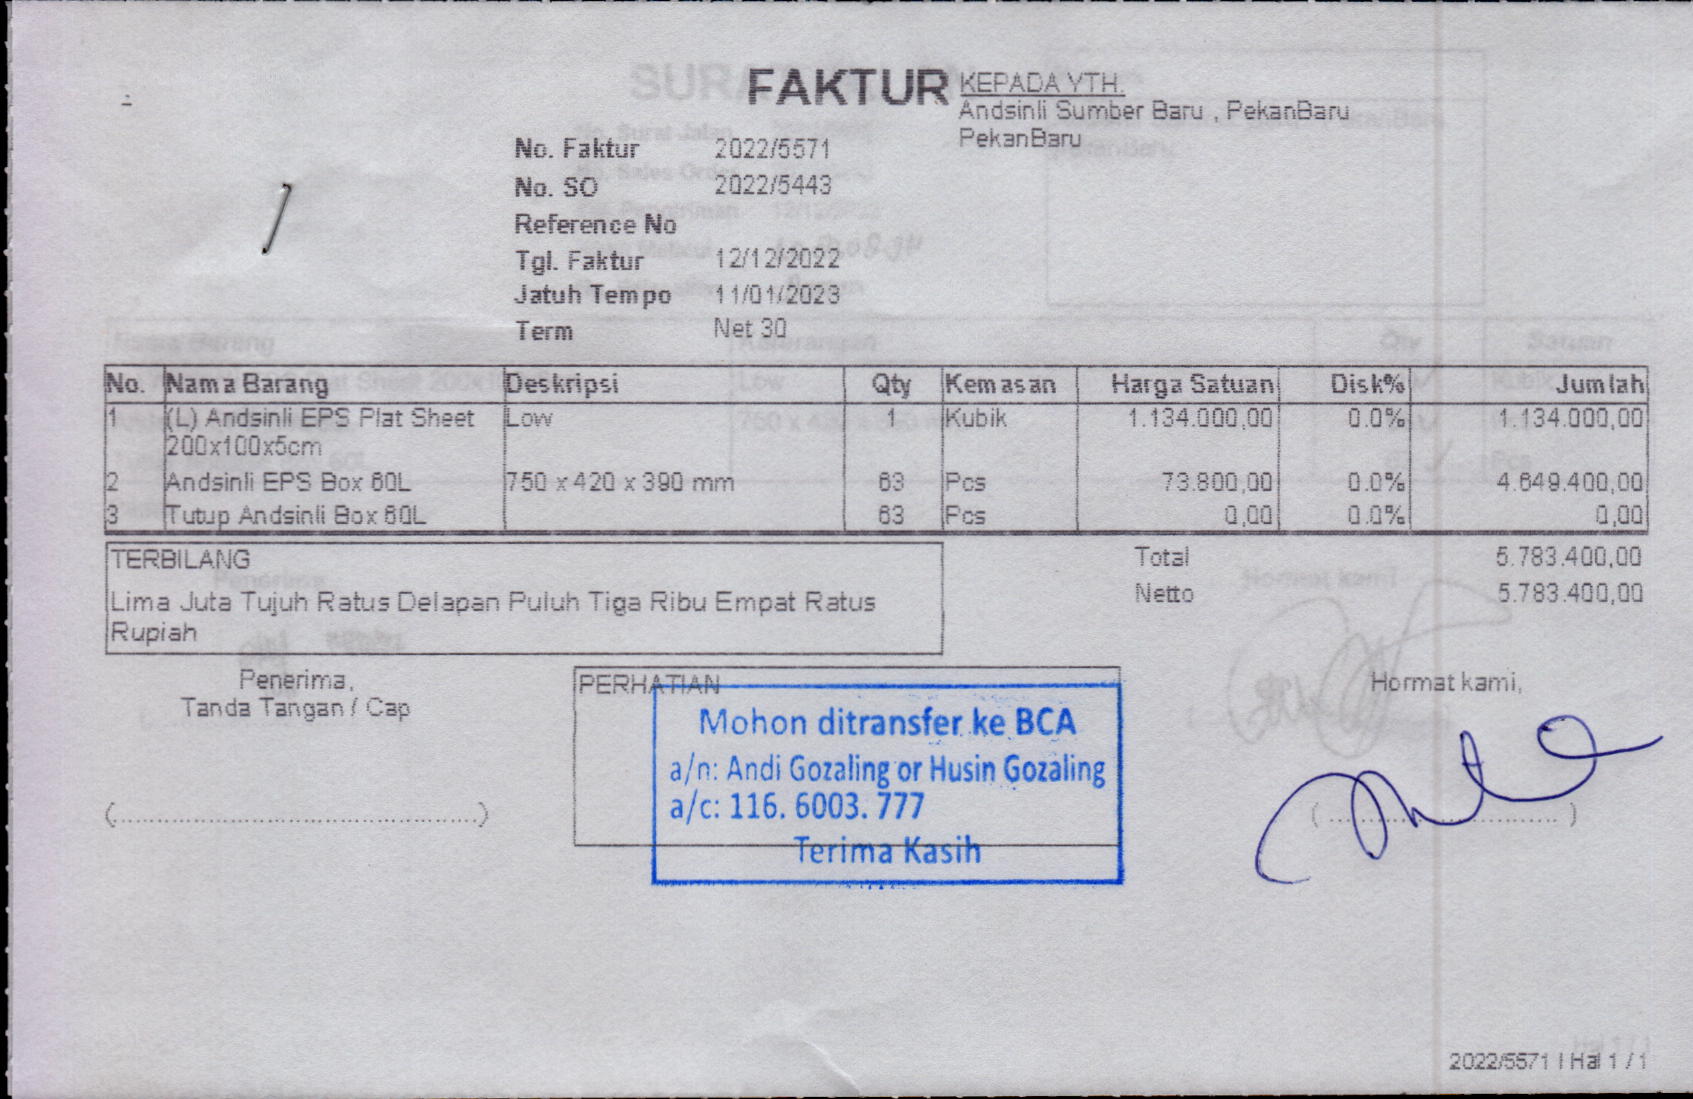 FAKTUR
KEPADA YTH.
Andsinli Sumber Baru , PekanBaru
PekanBaru
No. Faktur 2022/5571
No. SO 2022/5443
Reference No
Tgl. Faktur 12/12/2022
Jatuh Tempo 11/01/2023
Term Net 30
No. Nama Barang Deskripsi Qty Kemasan Harga Satuan Disk% Jumlah
1 (L) Andsinli EPS Plat Sheet Low 1 Kubik 1.134.000,00 0.0% 1.134.000,00
200x100x5cm
2 Andsinli EPS Box 60L 750 x 420 x 390 mm 63 Pcs 73.800,00 0.0% 4.649.400,00
3 Tutup Andsinli Box 60L 63 Pcs 0,00 0.0% 0,00
TERBILANG
Lima Juta Tujuh Ratus Delapan Puluh Tiga Ribu Empat Ratus
Rupiah
Total 5.783.400,00
Netto 5.783.400,00
Penerima,
Tanda Tangan / Cap
(..............................................)
PERHATIAN
Mohon ditransfer ke BCA
a/n: Andi Gozaling or Husin Gozaling
a/c: 116. 6003. 777
Terima Kasih
Hormat kami,
(..............................)
2022/5571 | Hal 1 / 1